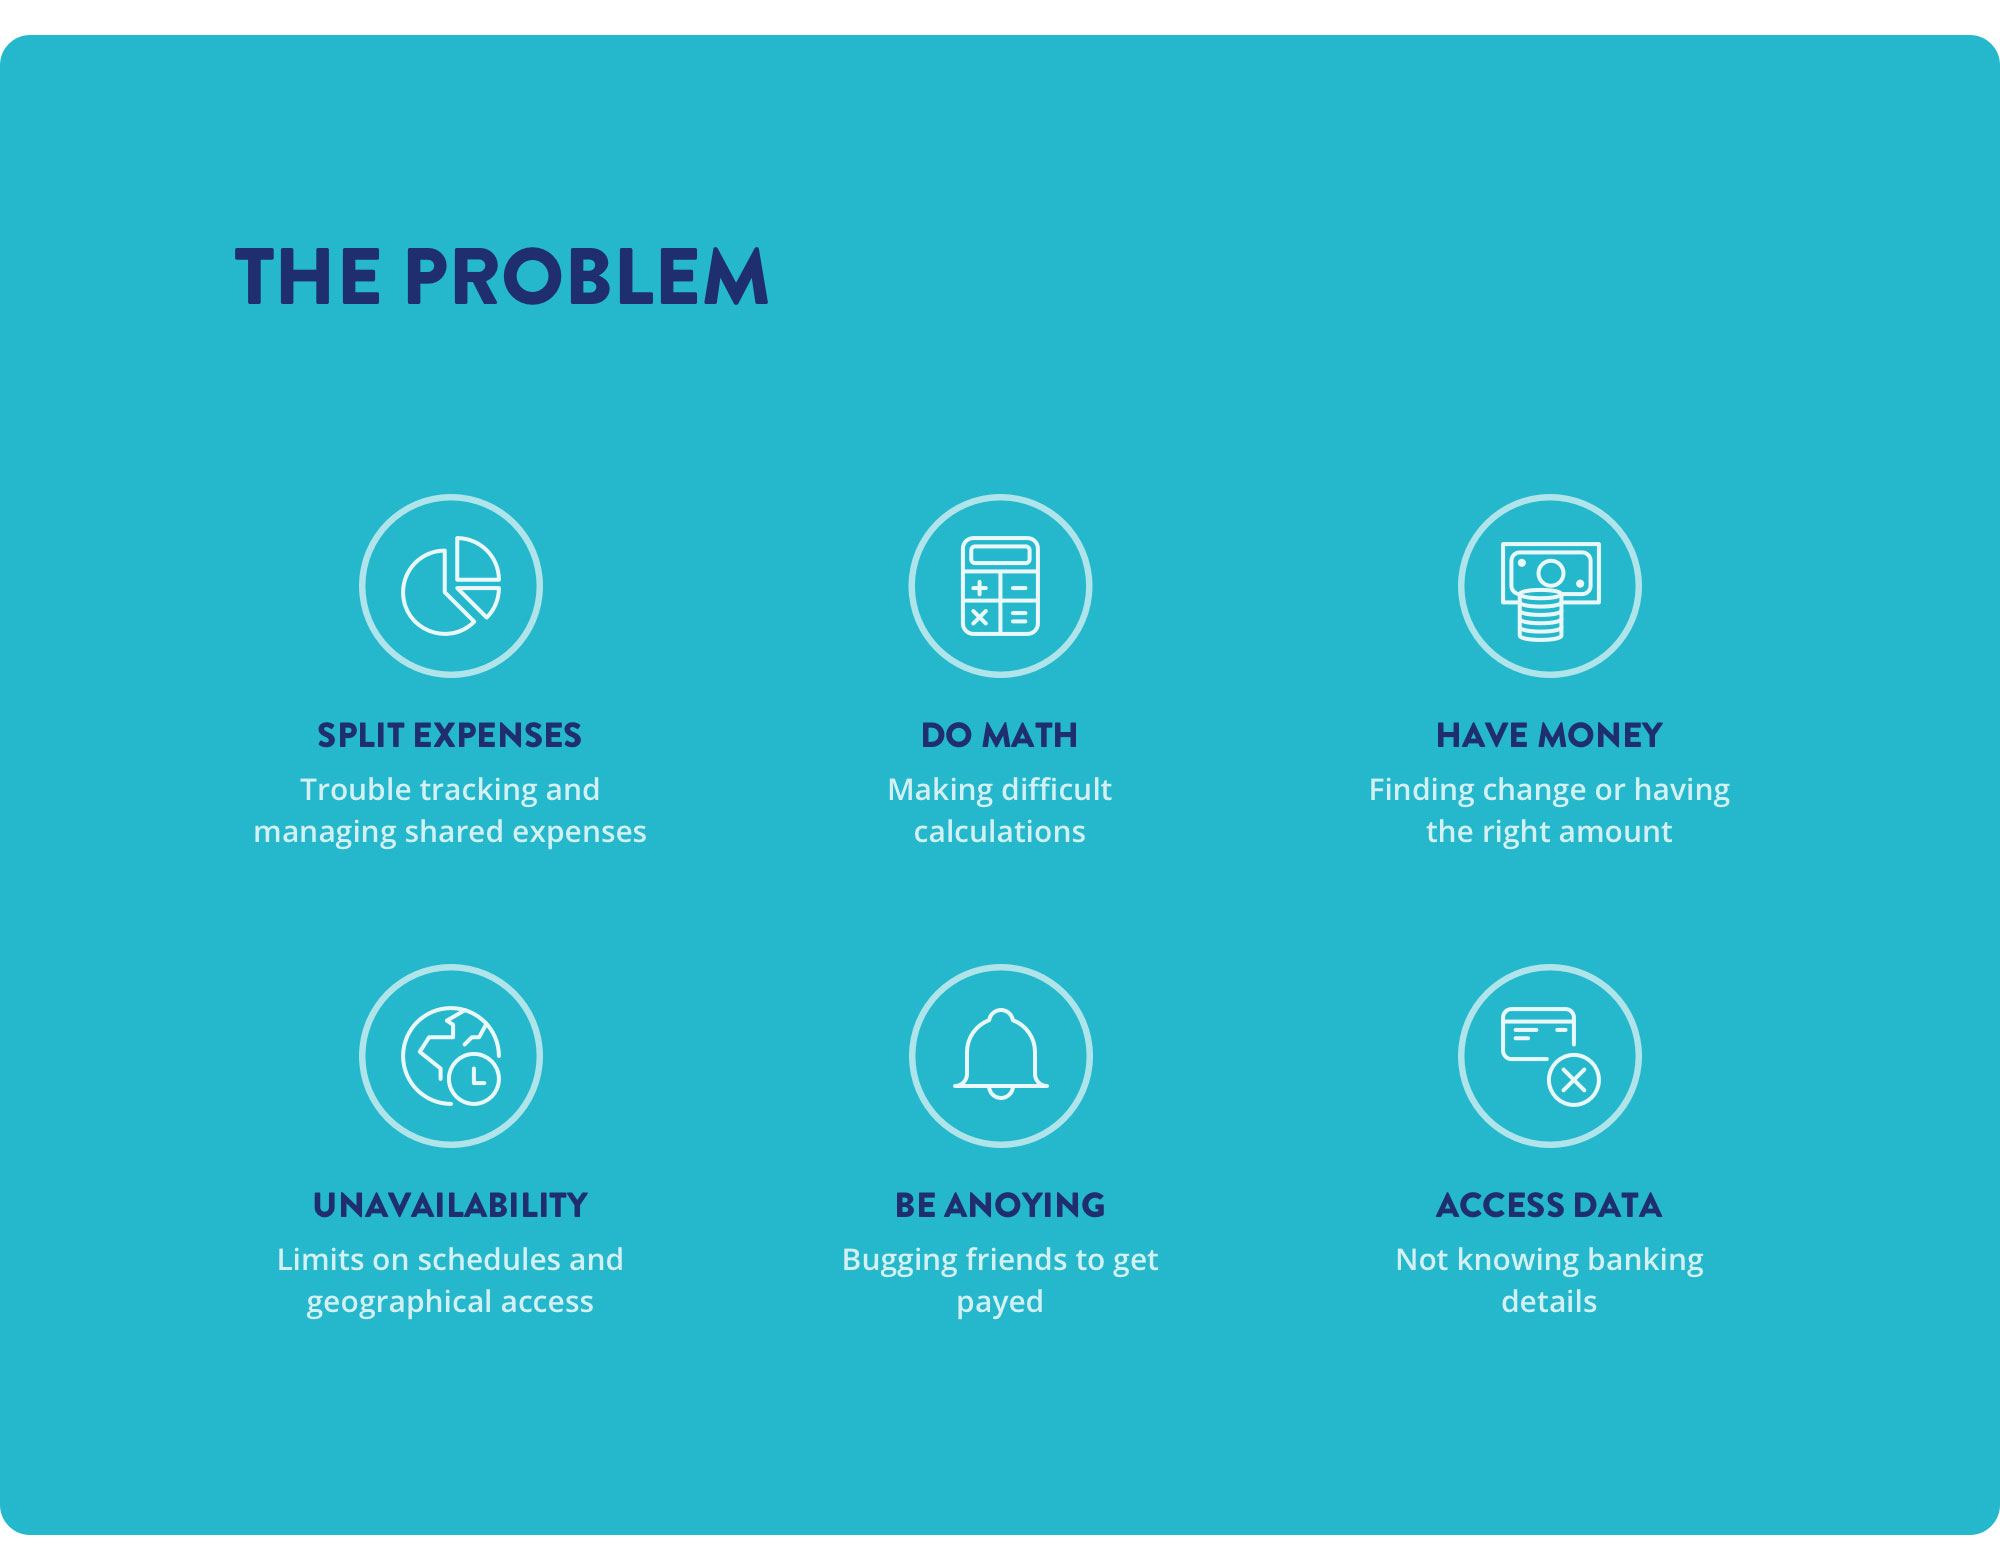 THE PROBLEM
SPLIT EXPENSES
Trouble tracking and
managing shared expenses
DO MATH
Making difficult
calculations
HAVE MONEY
Finding change or having
the right amount
UNAVAILABILITY
Limits on schedules and
geographical access
BE ANOYING
Bugging friends to get
payed
ACCESS DATA
Not knowing banking
details